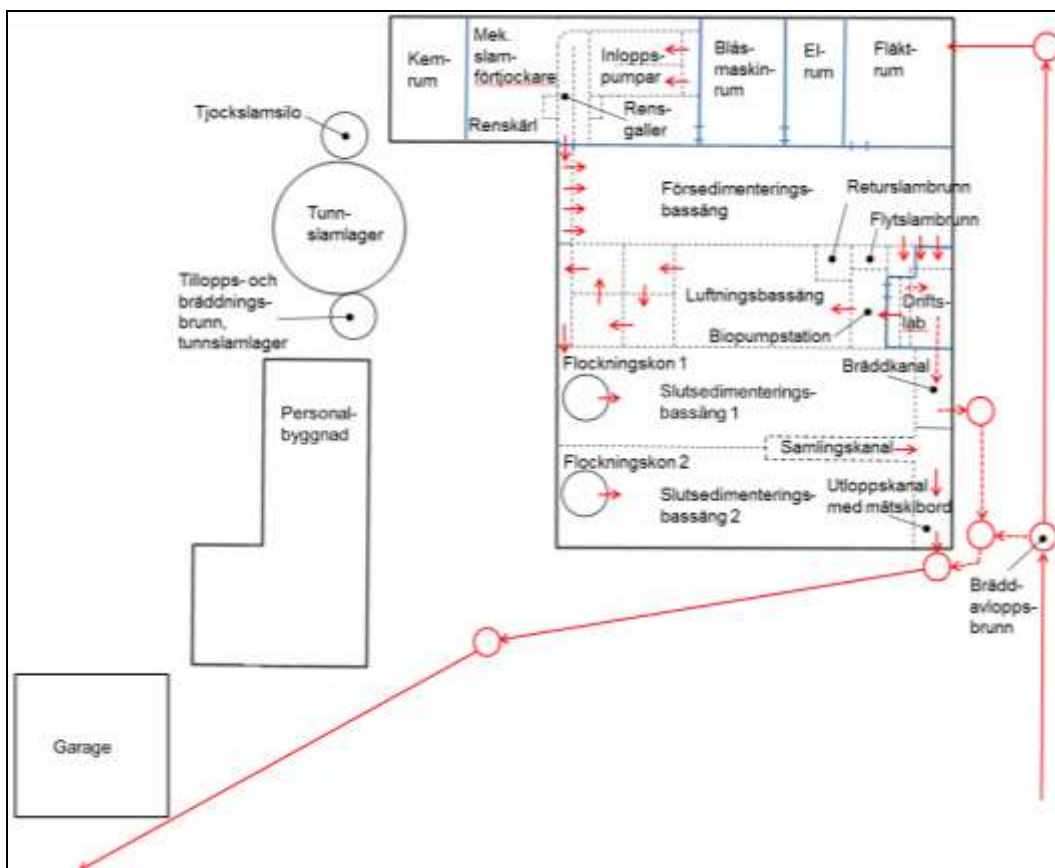 Kem-
rum
Mek.
slam-
förtjockare
Inlopps-
pumpar
Blås-
maskin-
rum
El-
rum
Fläkt-
rum
Renskärl
Rens-
galler
Tjockslamsilo
Tunn-
slamlager
Tillopps- och
bräddnings-
brunn,
tunnslamlager
Försedimenterings-
bassäng
Returslambrunn
Flytslambrunn
Luftningsbassäng
Drifts-
lab
Biopumpstation
Bräddkanal
Flockningskon 1
Slutsedimenterings-
bassäng 1
Samlingskanal
Flockningskon 2
Slutsedimenterings-
bassäng 2
Utloppskanal
med mätskibord
Personal-
byggnad
Brädd-
avlopps-
brunn
Garage